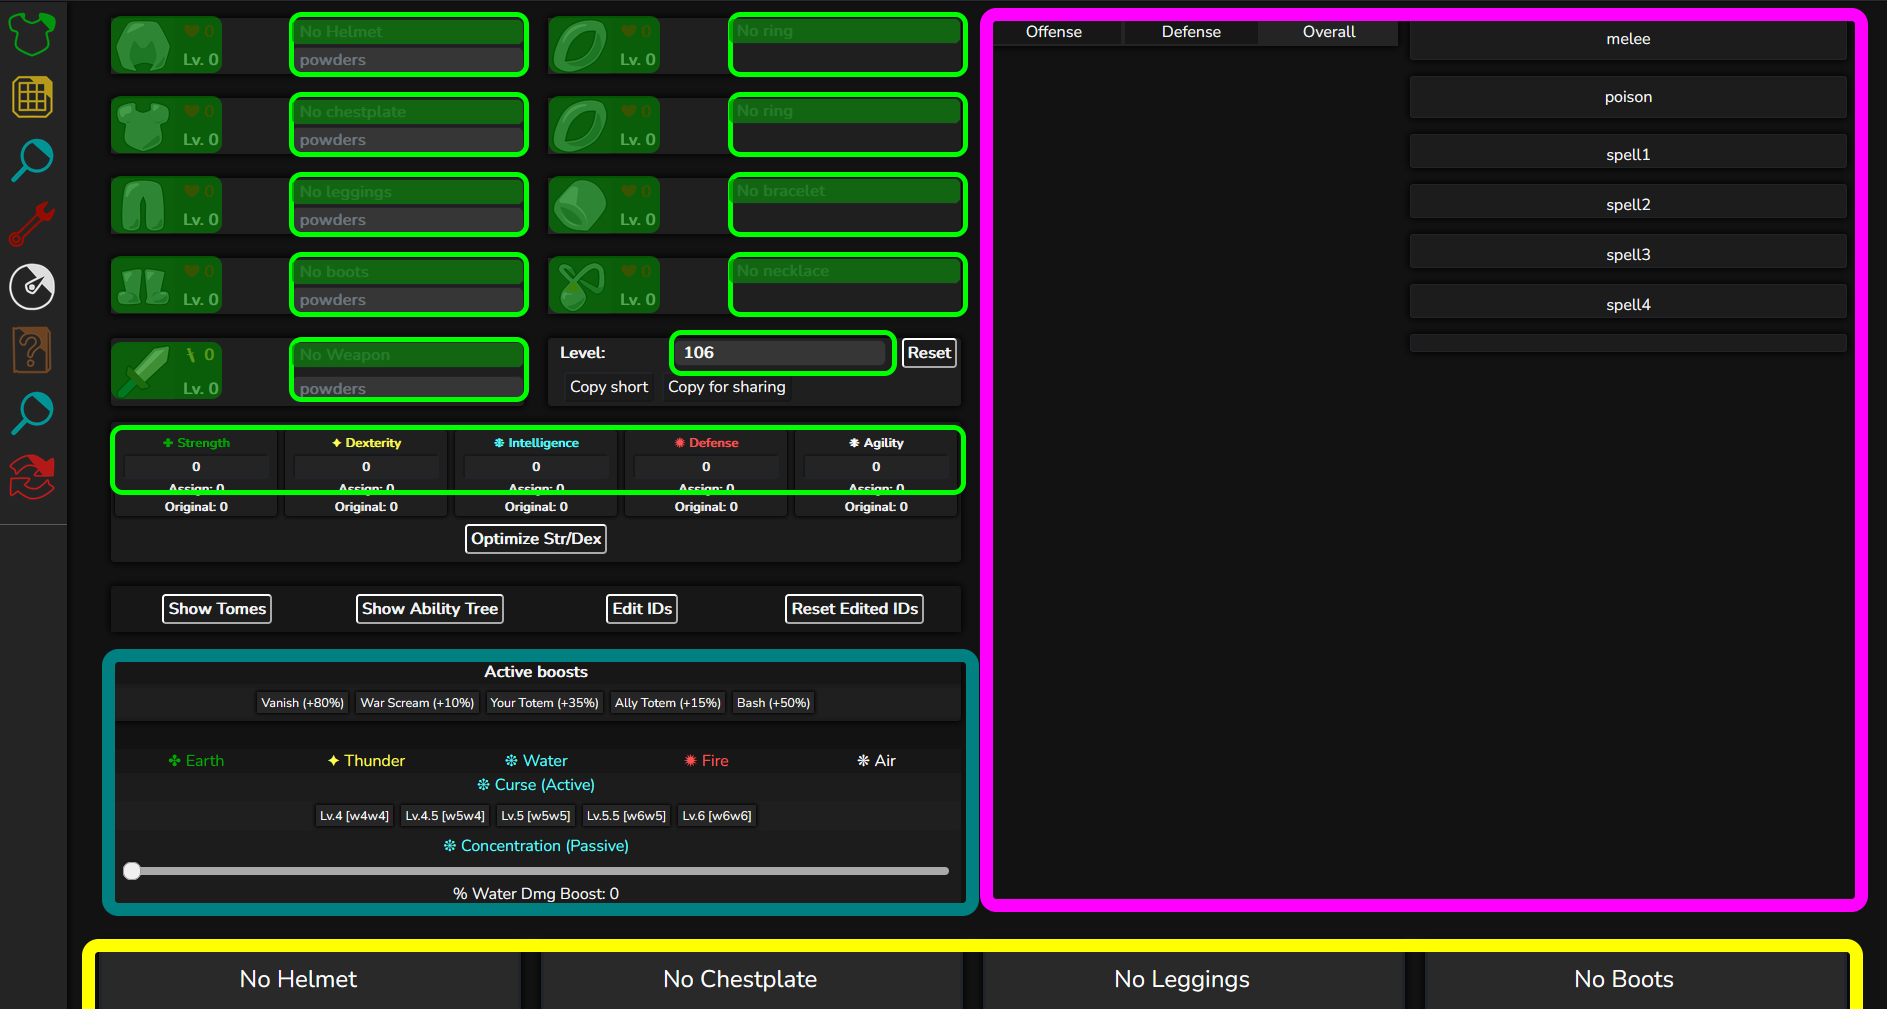 0
Lv. 0
No Helmet
powders
0
Lv. 0
No ring
0
Lv. 0
No chestplate
powders
0
Lv. 0
No ring
0
Lv. 0
No leggings
powders
0
Lv. 0
No bracelet
0
Lv. 0
No boots
powders
0
Lv. 0
No necklace
0
Lv. 0
No Weapon
powders
Level:
106
Reset
Copy short
Copy for sharing
Strength
Dexterity
Intelligence
Defense
Agility
0
0
0
0
0
Assign: 0
Assign: 0
Assign: 0
Assign: 0
Assign: 0
Original: 0
Original: 0
Original: 0
Original: 0
Original: 0
Optimize Str/Dex
Show Tomes
Show Ability Tree
Edit IDs
Reset Edited IDs
Active boosts
Vanish (+80%)
War Scream (+10%)
Your Totem (+35%)
Ally Totem (+15%)
Bash (+50%)
Earth
Thunder
Water
Fire
Air
Curse (Active)
Lv.4 [w4w4]
Lv.4.5 [w5w4]
Lv.5 [w5w5]
Lv.5.5 [w6w5]
Lv.6 [w6w6]
Concentration (Passive)
% Water Dmg Boost: 0
Offense
Defense
Overall
melee
poison
spell1
spell2
spell3
spell4
No Helmet
No Chestplate
No Leggings
No Boots